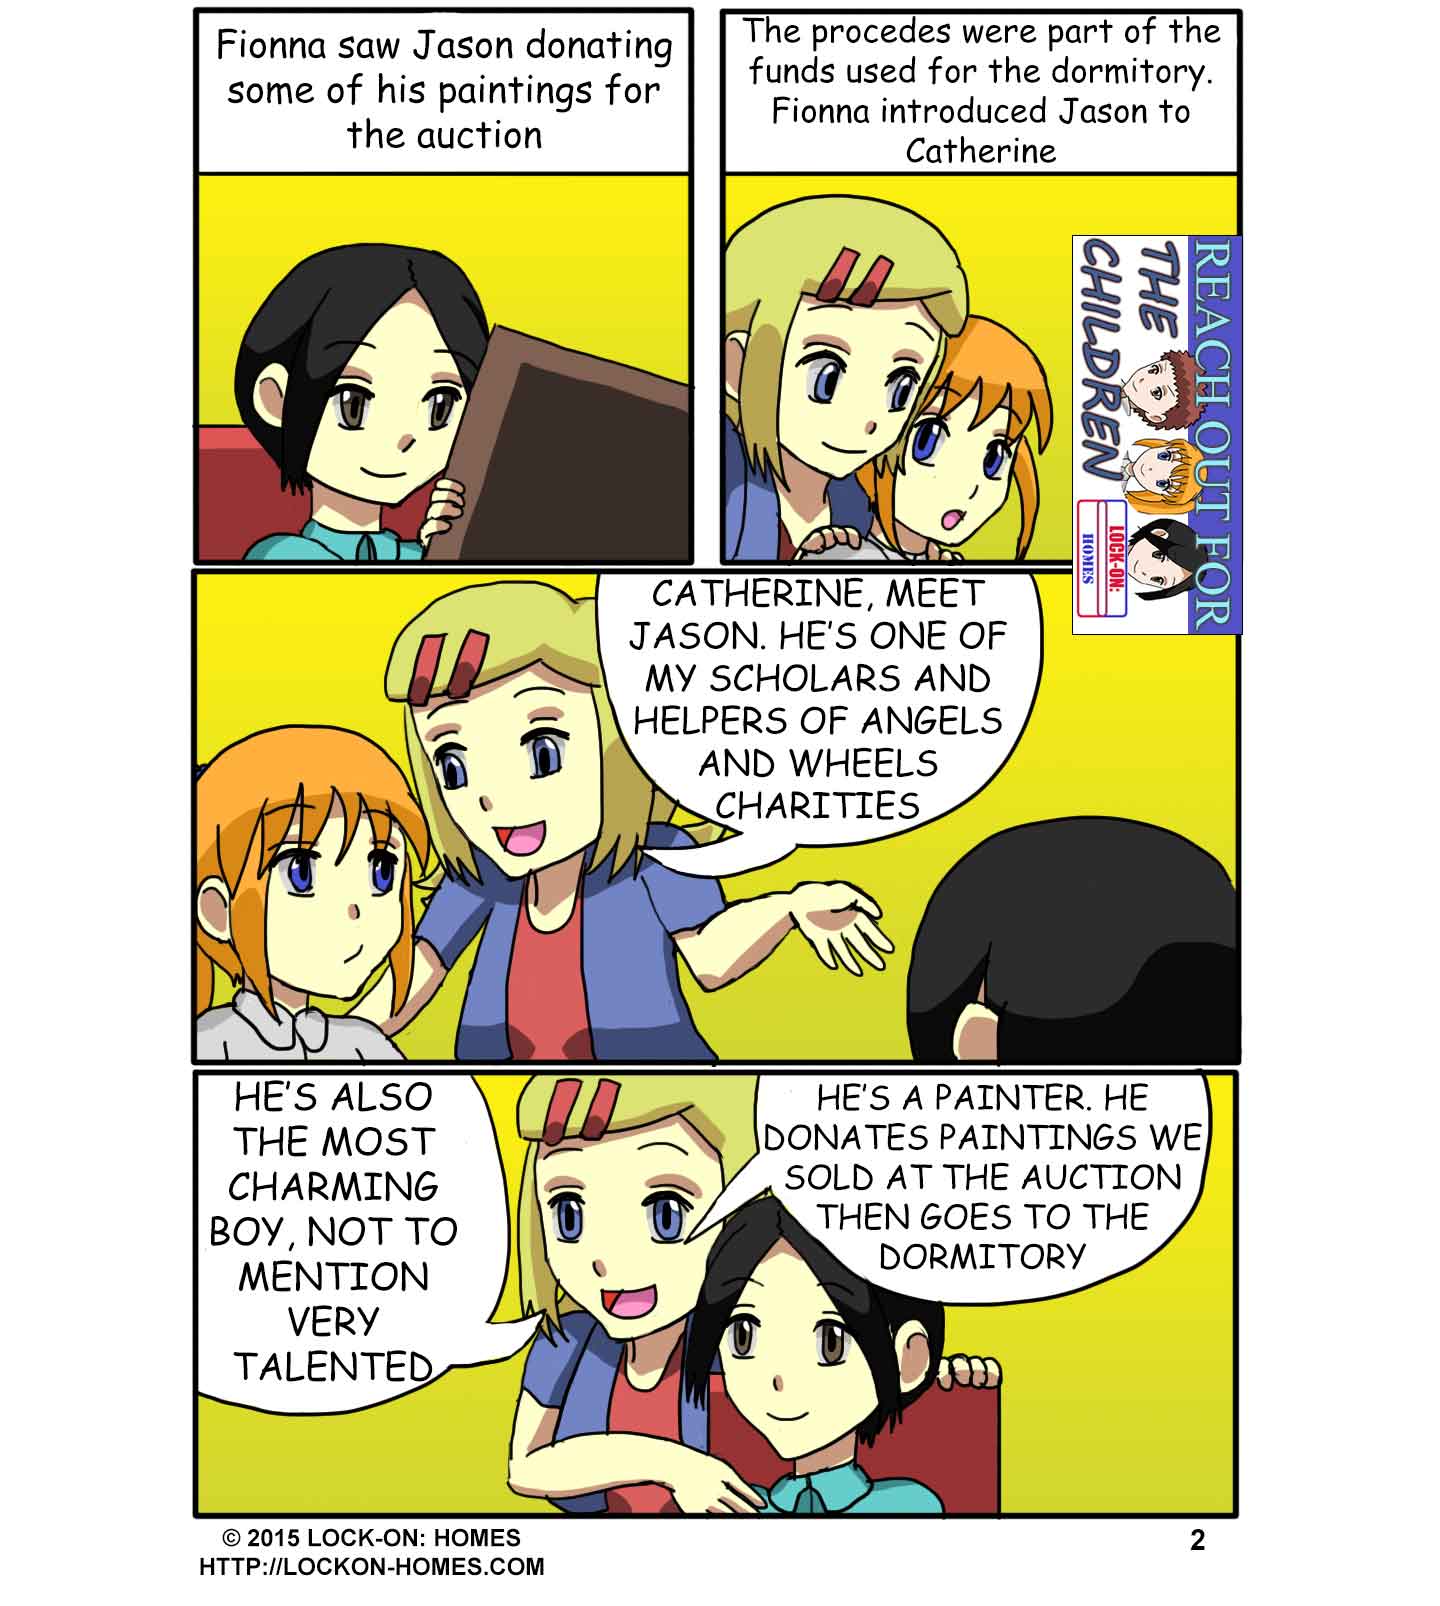 Fionna saw Jason donating
some of his paintings for
the auction
The procedes were part of the
funds used for the dormitory.
Fionna introduced Jason to
Catherine
REACH OUT FOR
THE
CHILDREN
LOCK-ON:
HOMES
CATHERINE, MEET
JASON. HE'S ONE OF
MY SCHOLARS AND
HELPERS OF ANGELS
AND WHEELS
CHARITIES
HE'S ALSO
THE MOST
CHARMING
BOY, NOT TO
MENTION
VERY
TALENTED
HE'S A PAINTER. HE
DONATES PAINTINGS WE
SOLD AT THE AUCTION
THEN GOES TO THE
DORMITORY
© 2015 LOCK-ON: HOMES
HTTP://LOCKON-HOMES.COM
2